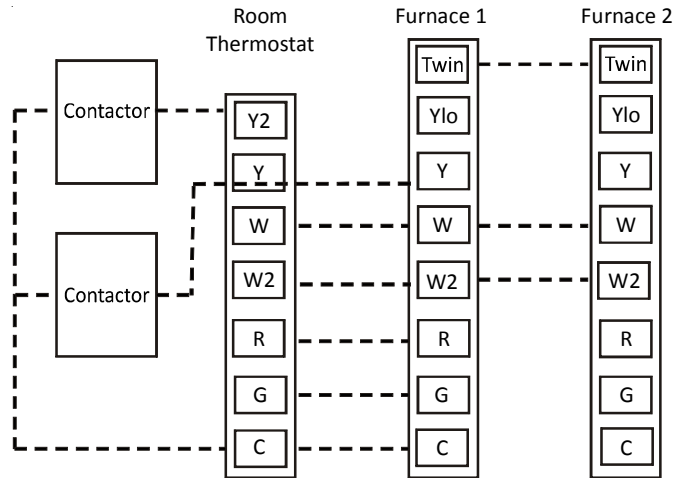 Room
Thermostat
Furnace 1
Furnace 2
Contactor
Contactor
Y2
Y
W
W2
R
G
C
Twin
Ylo
Y
W
W2
R
G
C
Twin
Ylo
Y
W
W2
R
G
C